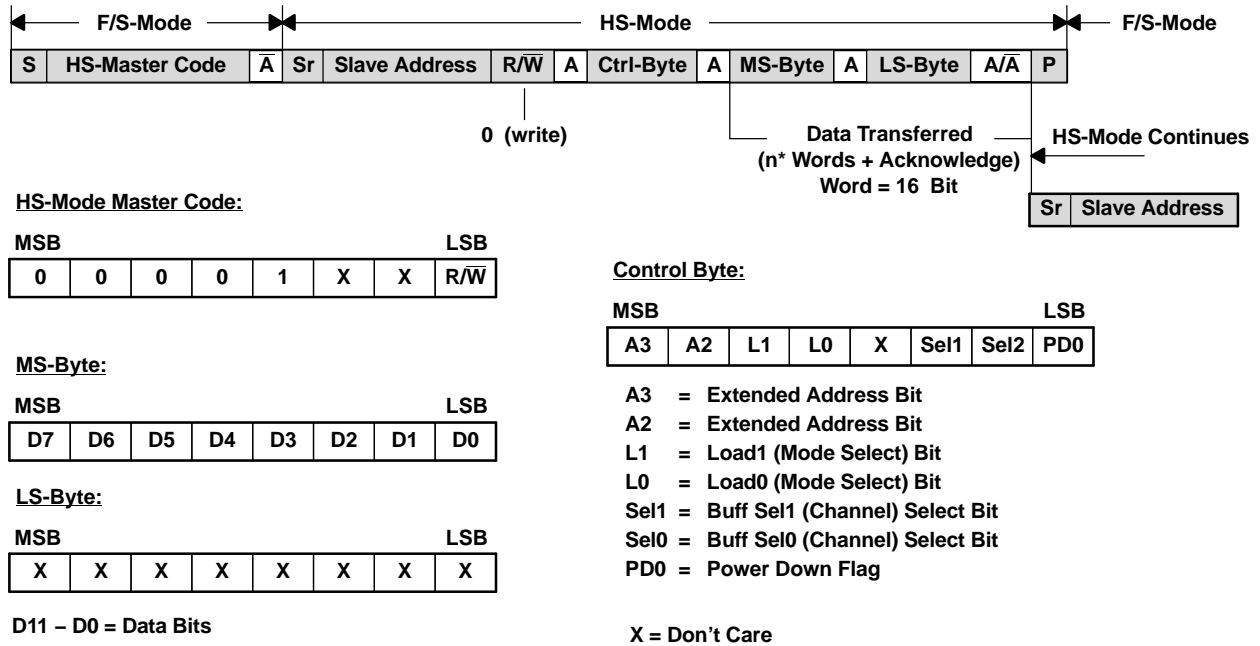 F/S-Mode HS-Mode F/S-Mode
S HS-Master Code A̅ Sr Slave Address R/W̅ A Ctrl-Byte A MS-Byte A LS-Byte A/A̅ P
0 (write)
Data Transferred
(n* Words + Acknowledge)
Word = 16 Bit
HS-Mode Continues
Sr Slave Address
HS-Mode Master Code:
MSB LSB
0 0 0 0 1 X X R/W̅
MS-Byte:
MSB LSB
D7 D6 D5 D4 D3 D2 D1 D0
LS-Byte:
MSB LSB
X X X X X X X X
D11 – D0 = Data Bits
Control Byte:
MSB LSB
A3 A2 L1 L0 X Sel1 Sel2 PD0
A3 = Extended Address Bit
A2 = Extended Address Bit
L1 = Load1 (Mode Select) Bit
L0 = Load0 (Mode Select) Bit
Sel1 = Buff Sel1 (Channel) Select Bit
Sel0 = Buff Sel0 (Channel) Select Bit
PD0 = Power Down Flag
X = Don't Care